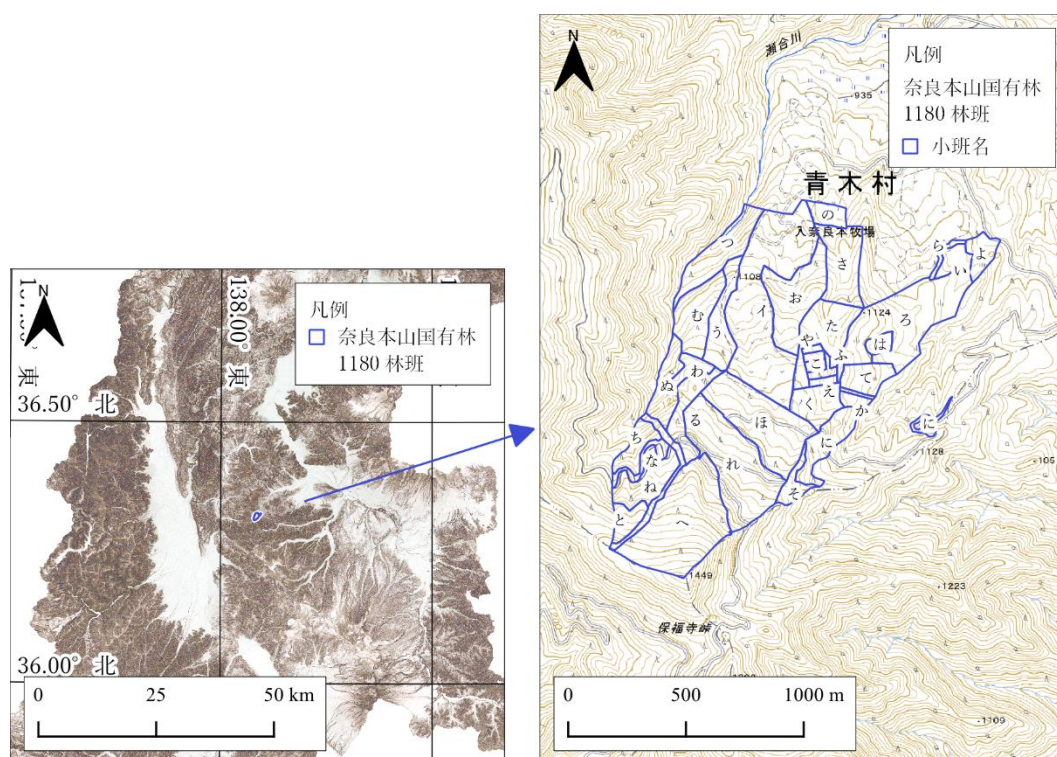 N
凡例
奈良本山国有林
1180 林班
138.00° 東
東
36.50° 北
36.00° 北
0 25 50 km
N
凡例
奈良本山国有林
1180 林班
小班名
瀬合川
935
青木村
の
入奈良本牧場
つ
さ
ら
い
よ
1108
お
イ
む
う
た
1124
ろ
や
ふ
は
こ
わ
て
ぬ
え
く
か
る
ほ
に
に
ち
な
れ
1128
ね
そ
と
へ
1449
1223
保福寺峠
1109
0 500 1000 m